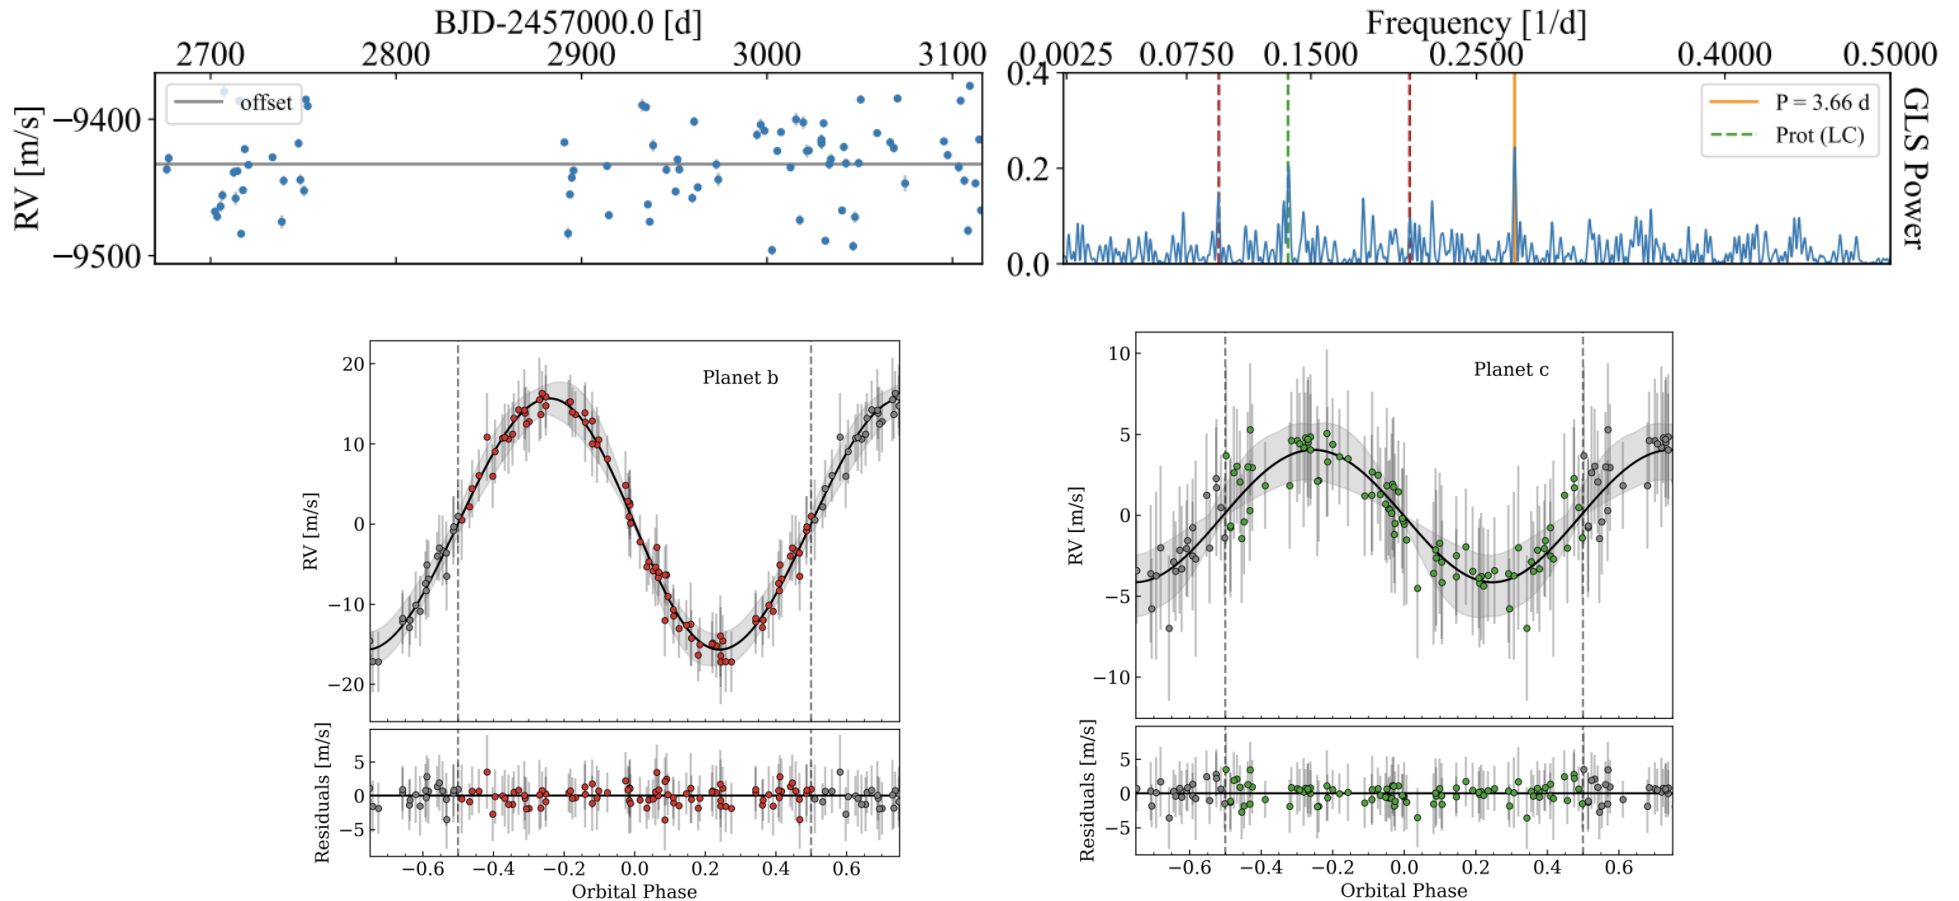 BJD-2457000.0 [d]
2700 2800 2900 3000 3100
RV [m/s]
−9400
−9500
offset
Frequency [1/d]
0.0025 0.0750 0.1500 0.2500 0.4000 0.5000
0.4
0.2
0.0
P = 3.66 d
Prot (LC)
GLS Power
Planet b
RV [m/s]
20
10
0
−10
−20
Residuals [m/s]
5
0
−5
−0.6 −0.4 −0.2 0.0 0.2 0.4 0.6
Orbital Phase
Planet c
RV [m/s]
10
5
0
−5
−10
Residuals [m/s]
5
0
−5
−0.6 −0.4 −0.2 0.0 0.2 0.4 0.6
Orbital Phase